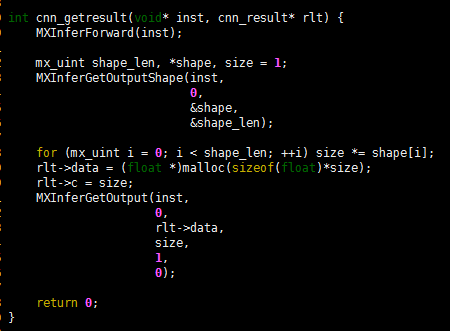 int cnn_getresult(void* inst, cnn_result* rlt) {
    MXInferForward(inst);

    mx_uint shape_len, *shape, size = 1;
    MXInferGetOutputShape(inst,
                          0,
                          &shape,
                          &shape_len);

    for (mx_uint i = 0; i < shape_len; ++i) size *= shape[i];
    rlt->data = (float *)malloc(sizeof(float)*size);
    rlt->c = size;
    MXInferGetOutput(inst,
                     0,
                     rlt->data,
                     size,
                     1,
                     0);

    return 0;
}